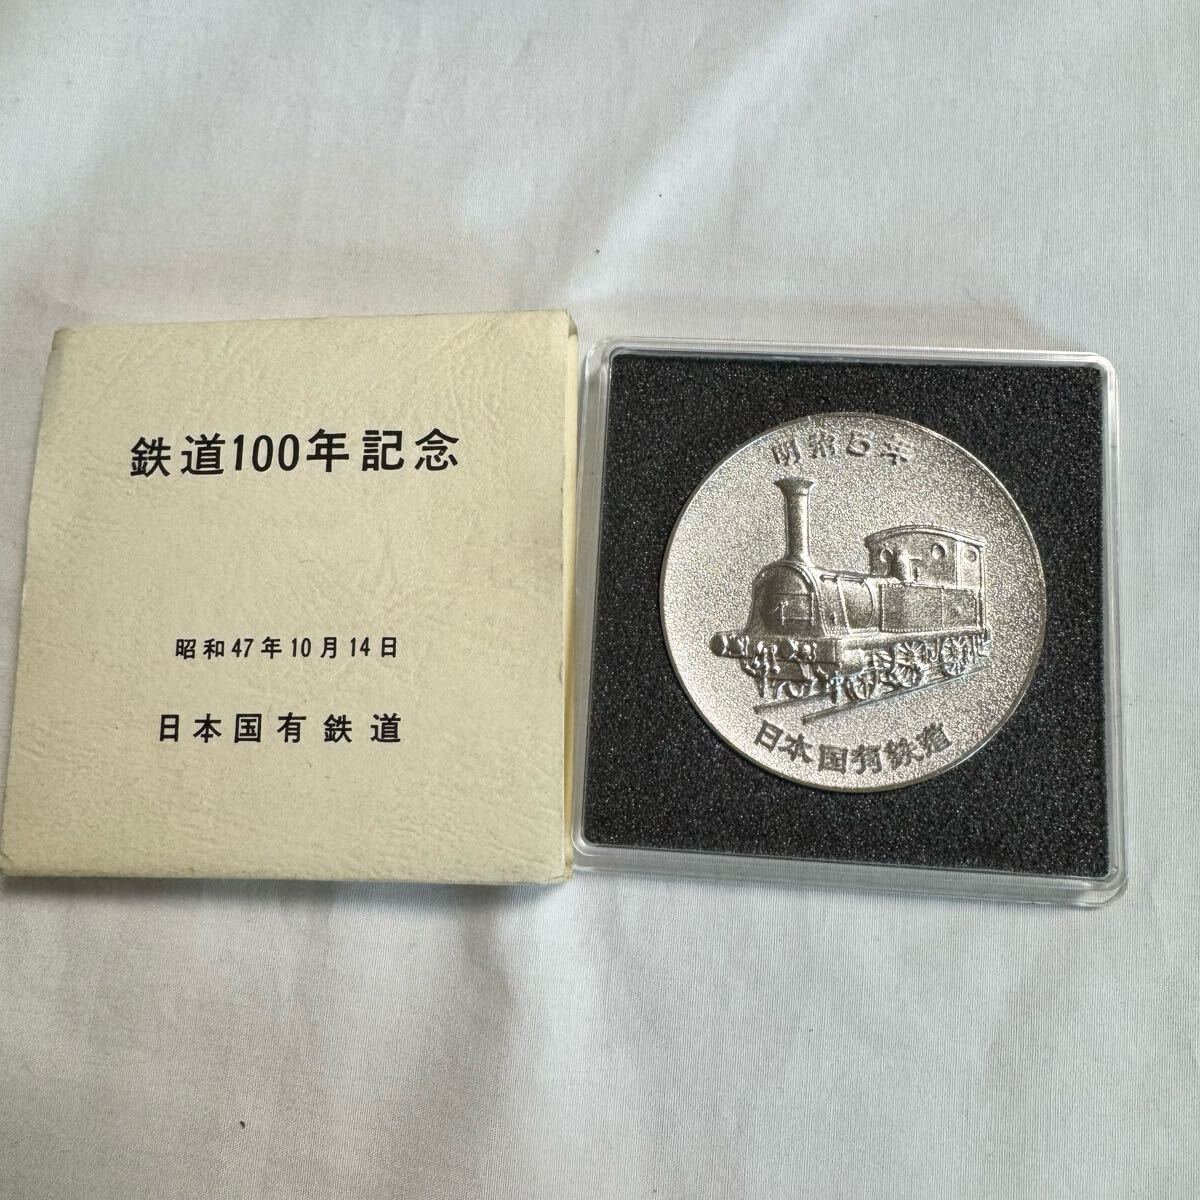 鉄道100年記念
昭和47年10月14日
日本国有鉄道
明治5年
日本国有鉄道